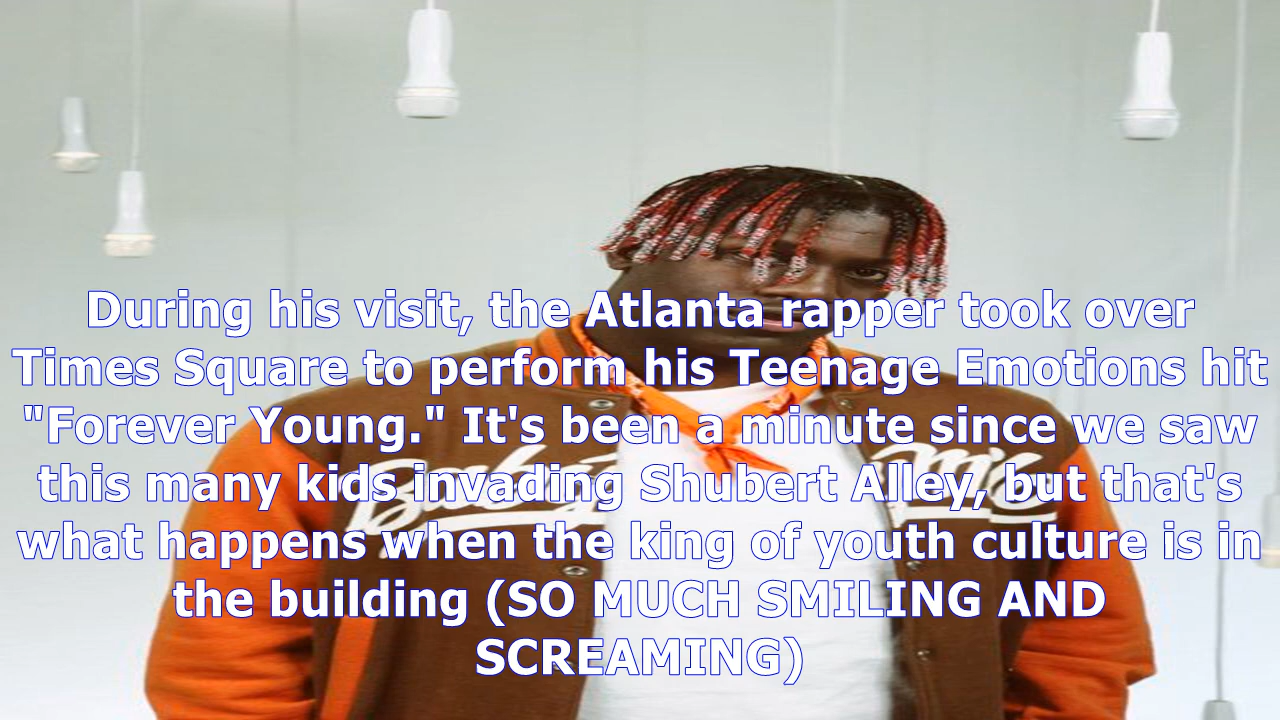 During his visit, the Atlanta rapper took over
Times Square to perform his Teenage Emotions hit
"Forever Young." It's been a minute since we saw
this many kids invading Shubert Alley, but that's
what happens when the king of youth culture is in
the building (SO MUCH SMILING AND
SCREAMING)